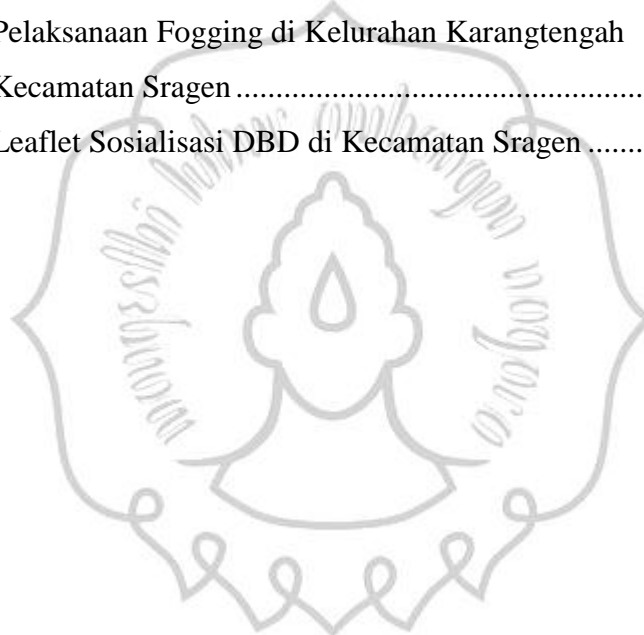 Pelaksanaan Fogging di Kelurahan Karangtengah
Kecamatan Sragen ..........................................................
Leaflet Sosialisasi DBD di Kecamatan Sragen ........